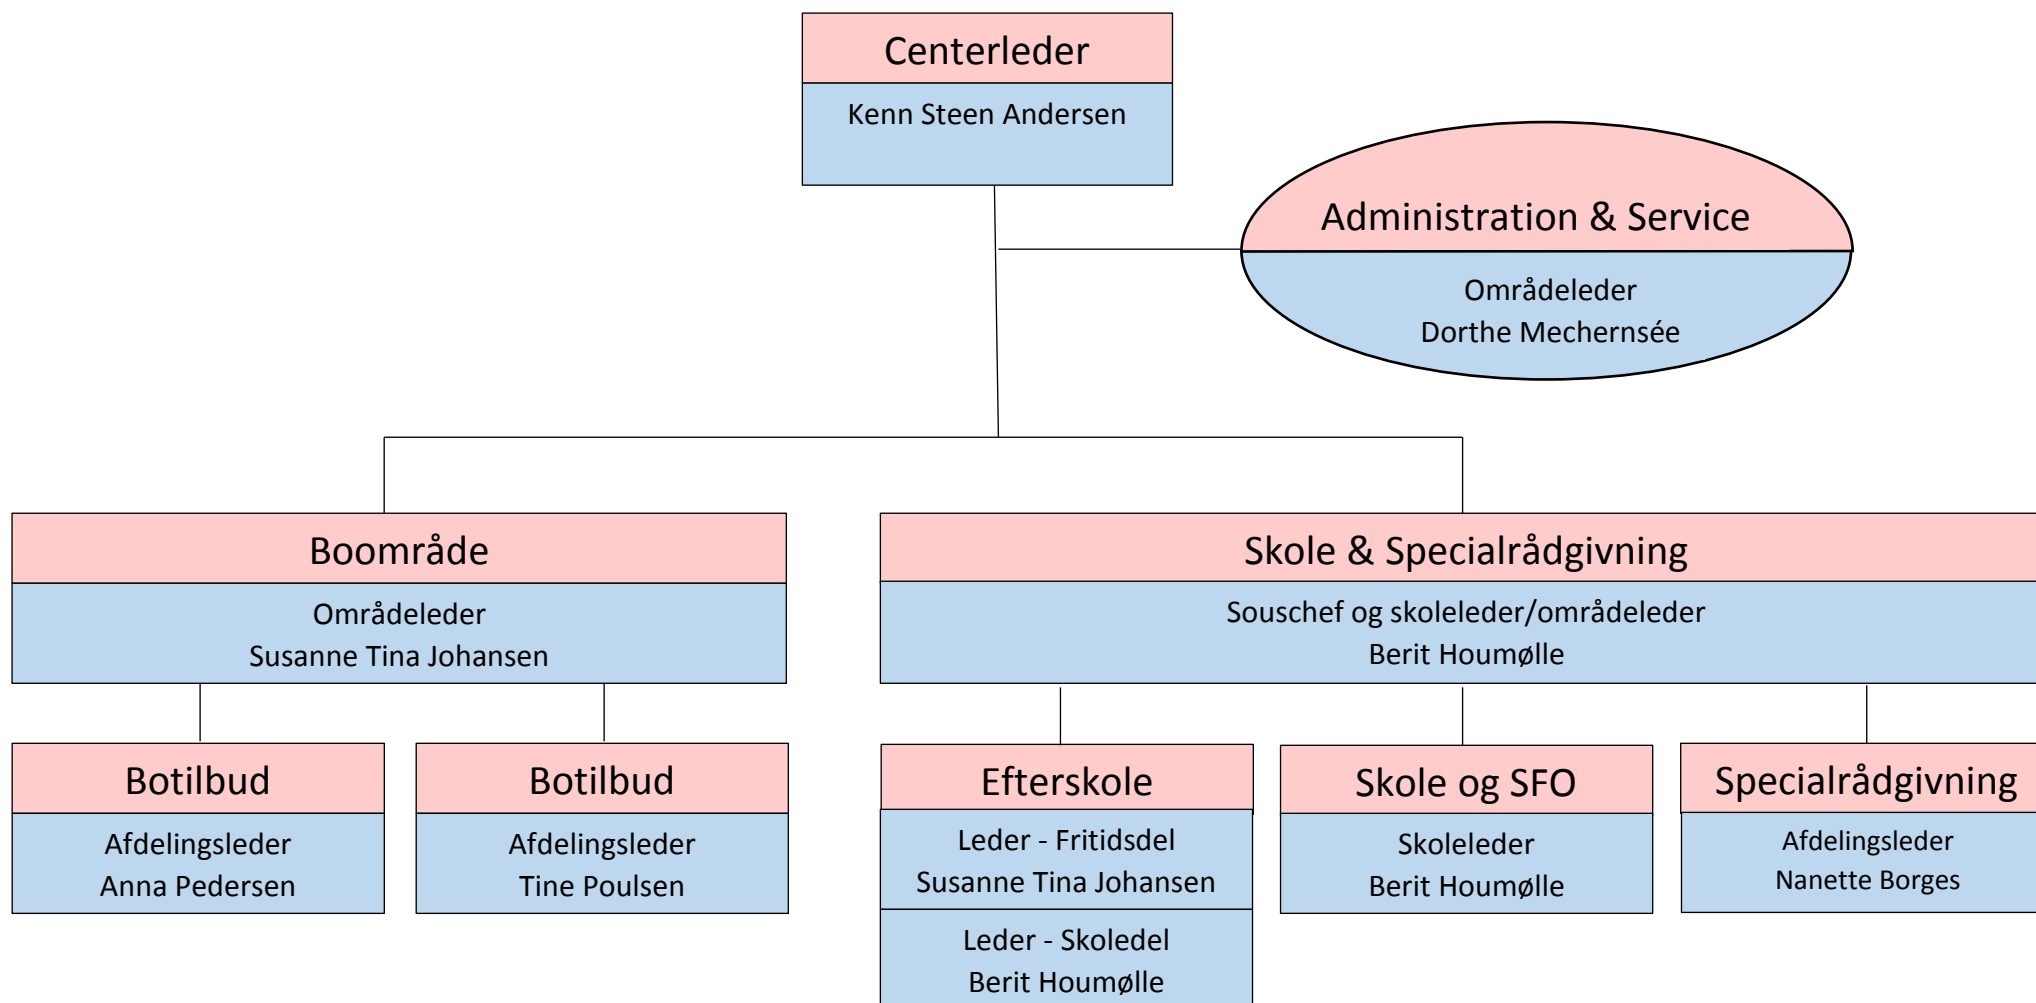 Centerleder
Kenn Steen Andersen
Administration & Service
Områdeleder
Dorthe Mechernsée
Boområde
Områdeleder
Susanne Tina Johansen
Skole & Specialrådgivning
Souschef og skoleleder/områdeleder
Berit Houmølle
Botilbud
Afdelingsleder
Anna Pedersen
Botilbud
Afdelingsleder
Tine Poulsen
Efterskole
Leder - Fritidsdel
Susanne Tina Johansen
Leder - Skoledel
Berit Houmølle
Skole og SFO
Skoleleder
Berit Houmølle
Specialrådgivning
Afdelingsleder
Nanette Borges